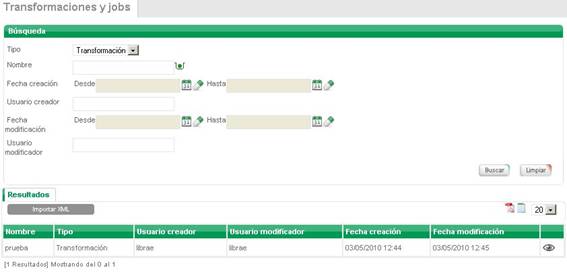 Transformaciones y jobs
Búsqueda
Tipo Transformación
Nombre
Fecha creación Desde Hasta
Usuario creador
Fecha modificación Desde Hasta
Usuario modificador
Buscar Limpiar
Resultados
Importar XML 20
Nombre Tipo Usuario creador Usuario modificador Fecha creación Fecha modificación
prueba Transformación librae librae 03/05/2010 12:44 03/05/2010 12:45
[1 Resultados] Mostrando del 0 al 1